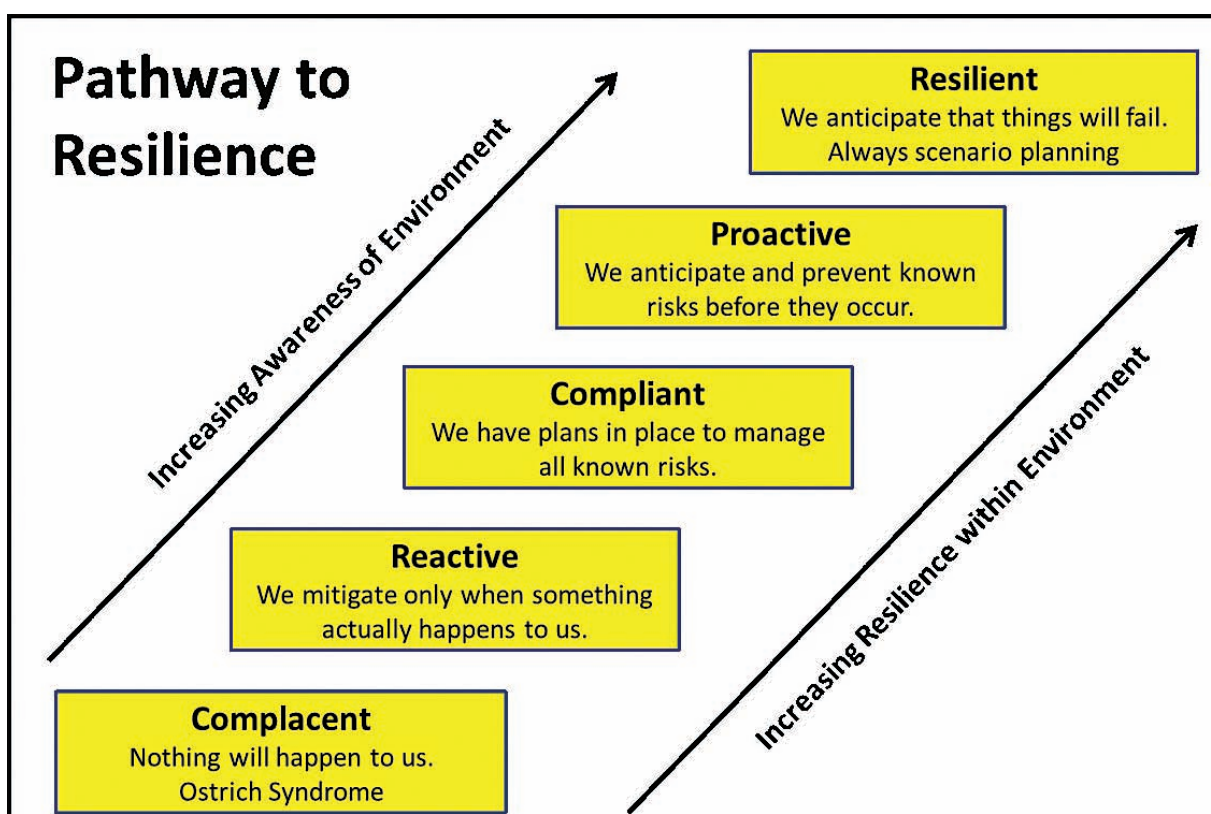 Pathway to
Resilience
Increasing Awareness of Environment
Resilient
We anticipate that things will fail.
Always scenario planning
Proactive
We anticipate and prevent known
risks before they occur.
Compliant
We have plans in place to manage
all known risks.
Reactive
We mitigate only when something
actually happens to us.
Complacent
Nothing will happen to us.
Ostrich Syndrome
Increasing Resilience within Environment